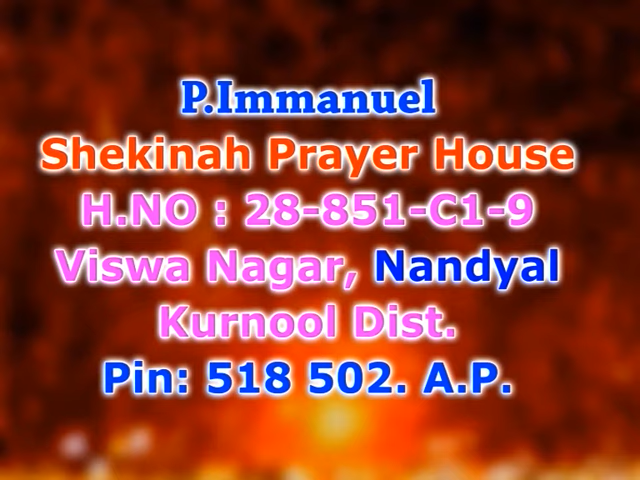 P.Immanuel
Shekinah Prayer House
H.NO : 28-851-C1-9
Viswa Nagar, Nandyal
Kurnool Dist.
Pin: 518 502. A.P.